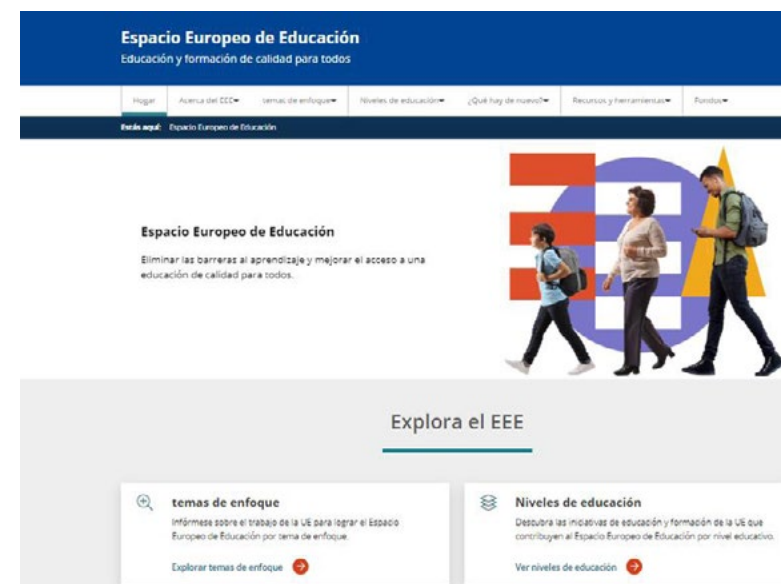 Espacio Europeo de Educación
Educación y formación de calidad para todos
Hogar Acerca del EEE temas de enfoque Niveles de educación ¿Qué hay de nuevo? Recursos y herramientas Fondos
Estás aquí: Espacio Europeo de Educación
Espacio Europeo de Educación
Eliminar las barreras al aprendizaje y mejorar el acceso a una
educación de calidad para todos.
Explora el EEE
temas de enfoque
Infórmese sobre el trabajo de la UE para lograr el Espacio
Europeo de Educación por tema de enfoque.
Explorar temas de enfoque
Niveles de educación
Descubra las iniciativas de educación y formación de la UE que
contribuyen al Espacio Europeo de Educación por nivel educativo.
Ver niveles de educación